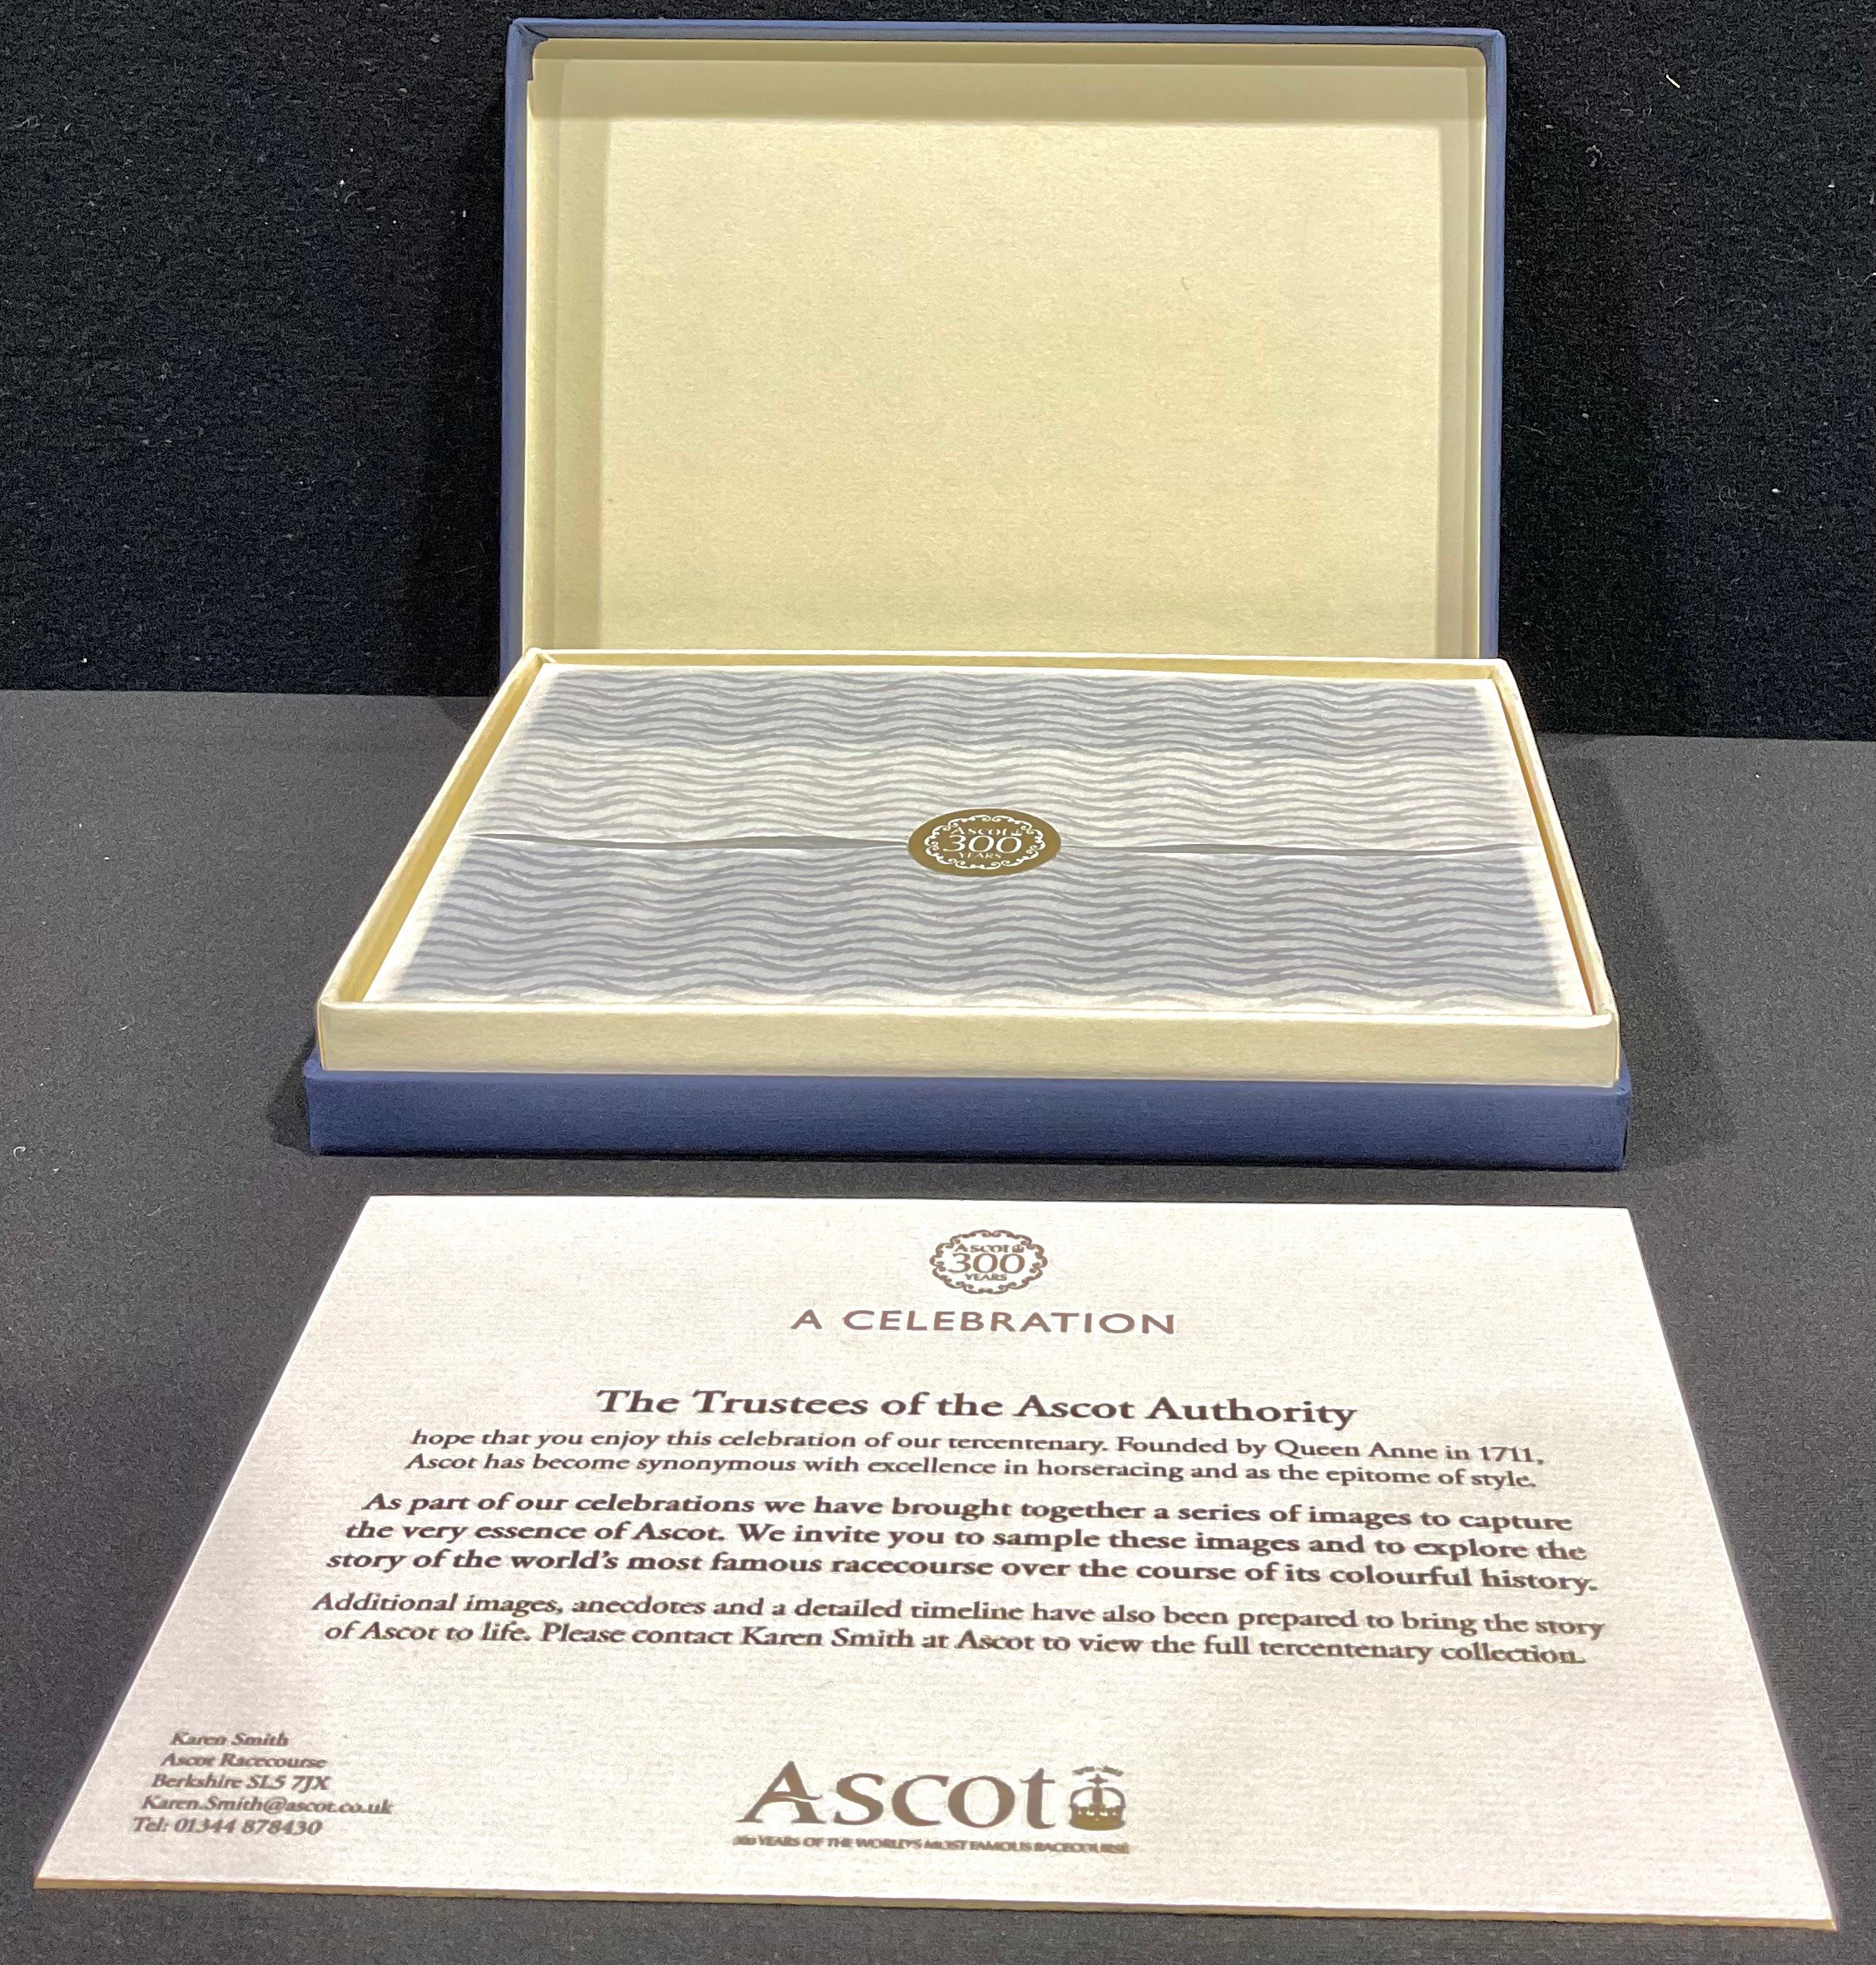 Ascot
300
YEARS
Ascot
300
YEARS
A CELEBRATION
The Trustees of the Ascot Authority
hope that you enjoy this celebration of our tercentenary. Founded by Queen Anne in 1711,
Ascot has become synonymous with excellence in horseracing and as the epitome of style.
As part of our celebrations we have brought together a series of images to capture
the very essence of Ascot. We invite you to sample these images and to explore the
story of the world's most famous racecourse over the course of its colourful history.
Additional images, anecdotes and a detailed timeline have also been prepared to bring the story
of Ascot to life. Please contact Karen Smith at Ascot to view the full tercentenary collection.
Karen Smith
Ascot Racecourse
Berkshire SL5 7JX
Karen.Smith@ascot.co.uk
Tel: 01344 878430
Ascot
300 YEARS OF THE WORLD'S MOST FAMOUS RACECOURSE